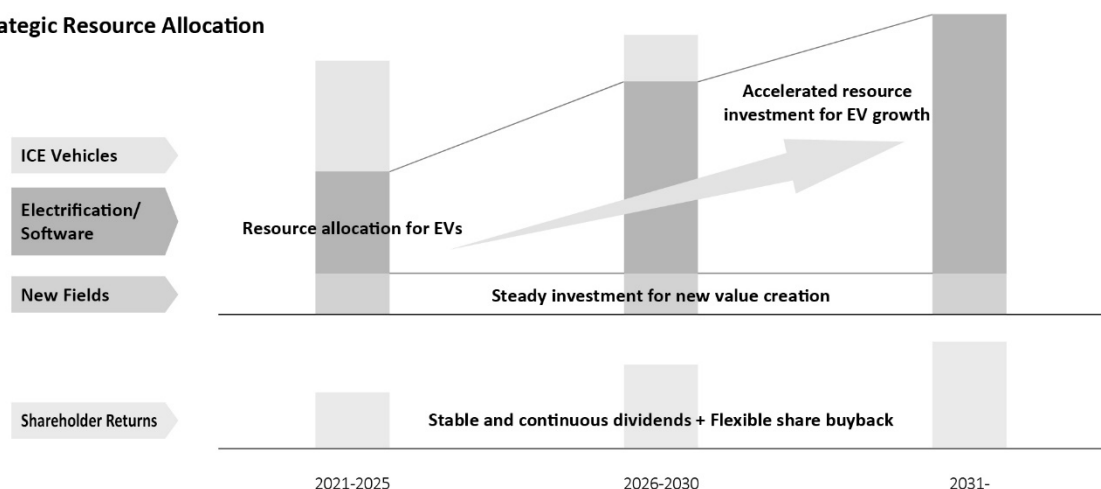 ategic Resource Allocation
Accelerated resource
investment for EV growth
ICE Vehicles
Electrification/
Software
Resource allocation for EVs
New Fields
Steady investment for new value creation
Shareholder Returns
Stable and continuous dividends + Flexible share buyback
2021-2025
2026-2030
2031-